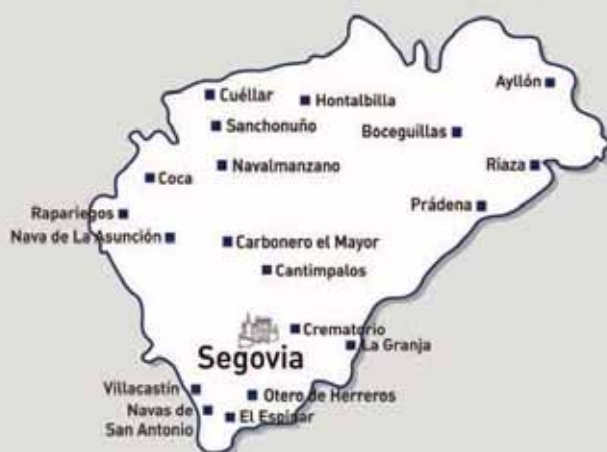 Cuéllar
Hontalbilla
Ayllón
Sanchonuño
Boceguillas
Navalmanzano
Riaza
Coca
Rapariegos
Prádena
Nava de La Asunción
Carbonero el Mayor
Cantimpalos
Crematorio
Segovia
La Granja
Villacastín
Otero de Herreros
Navas de
San Antonio
El Espinar